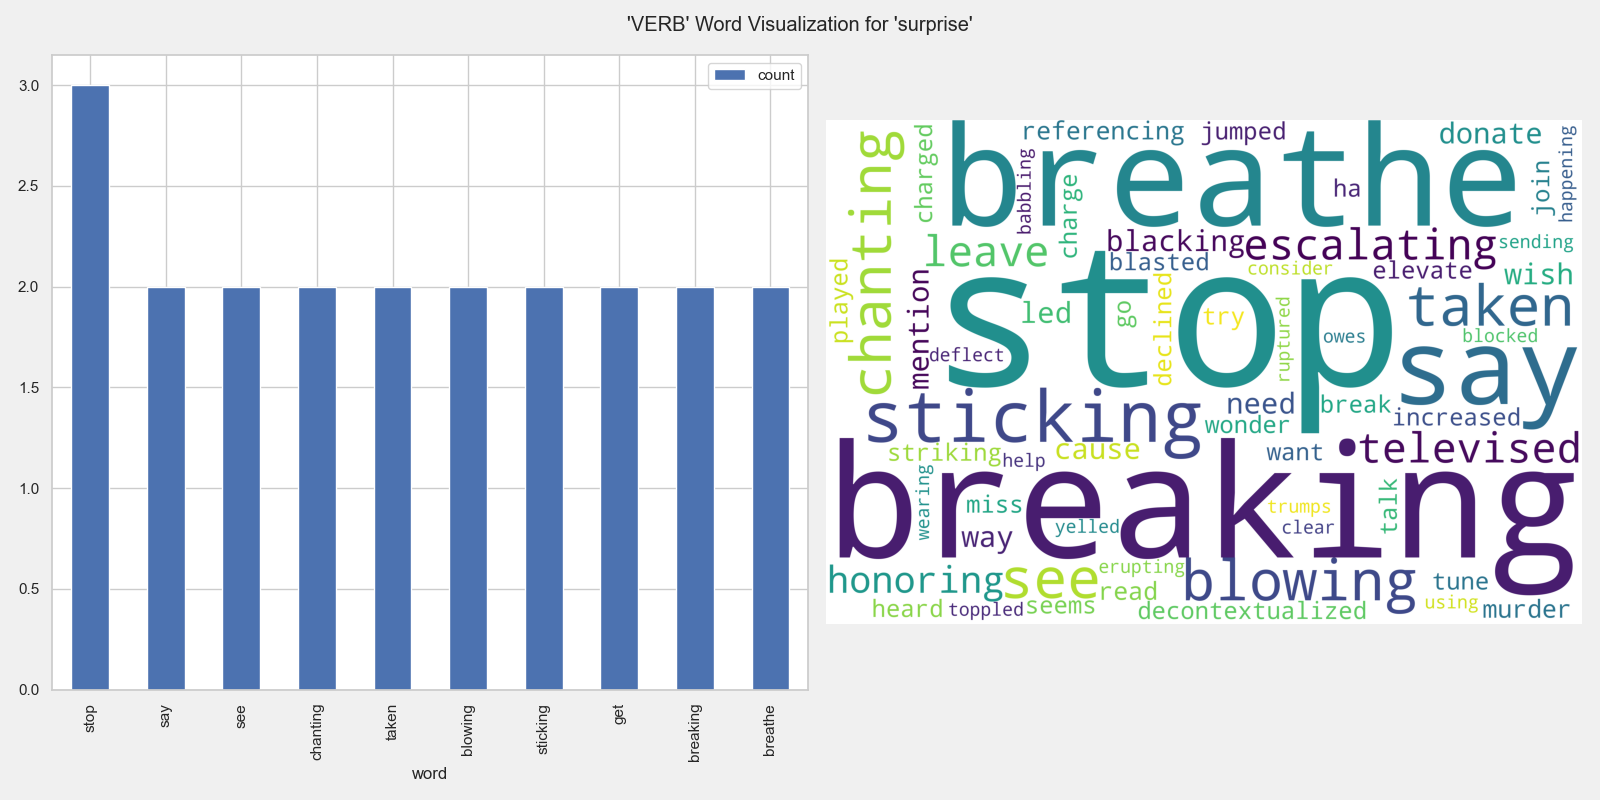 'VERB' Word Visualization for 'surprise'
count
3.0
2.5
2.0
1.5
1.0
0.5
0.0
stop
say
see
chanting
taken
blowing
sticking
get
breaking
breathe
word
chanting
charged
breathe
referencing
jumped
donate
babbling
charge
ha
join
happening
leave
blacking
escalating
sending
played
mention
blasted
consider
elevate
wish
stop
led
go
declined
try
ruptured
owes
taken
blocked
deflect
say
sticking
need
break
increased
wonder
striking
help
cause
want
televised
breaking
wearing
miss
way
yelled
trumps
clear
talk
honoring
see
erupting
read
blowing
tune
heard
toppled
seems
decontextualized
using
murder